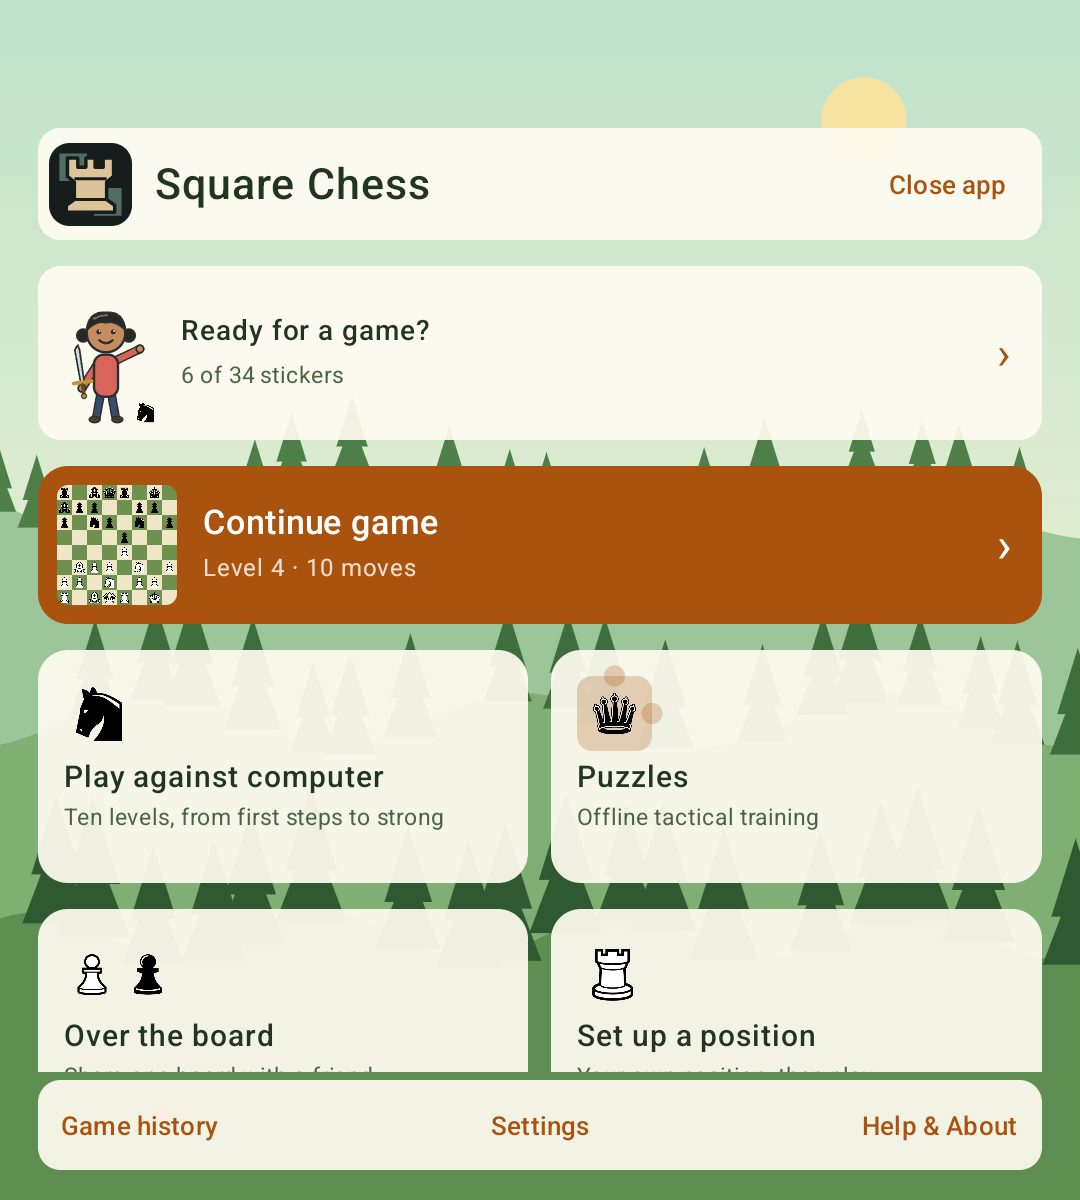 Square Chess
Close app
Ready for a game?
6 of 34 stickers
Continue game
Level 4 · 10 moves
Play against computer
Ten levels, from first steps to strong
Puzzles
Offline tactical training
Over the board
Set up a position
Game history
Settings
Help & About